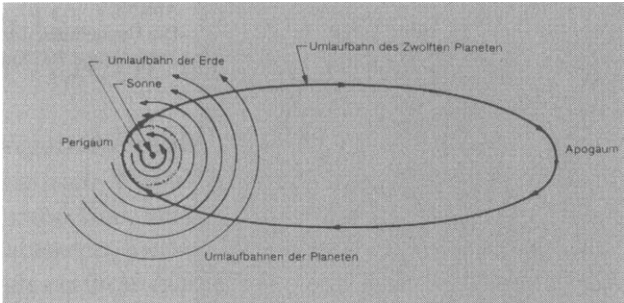 Umlaufbahn des Zwölften Planeten
Umlaufbahn der Erde
Sonne
Perigäum
Apogäum
Umlaufbahnen der Planeten